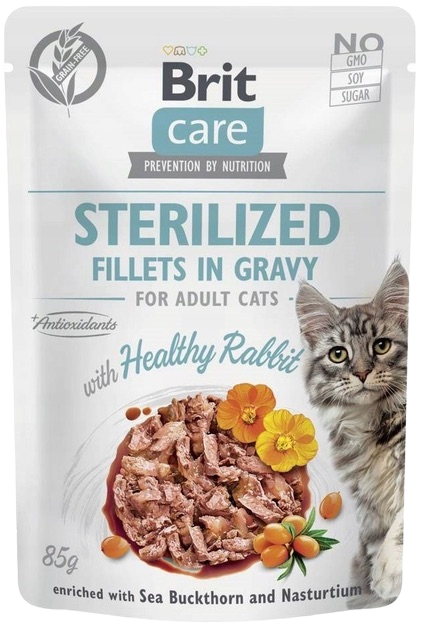 GRAIN-FREE
NO
GMO
SOY
SUGAR
Brit
care
PREVENTION BY NUTRITION
STERILIZED
FILLETS IN GRAVY
FOR ADULT CATS
+Antioxidants
with Healthy Rabbit
85g
enriched with Sea Buckthorn and Nasturtium